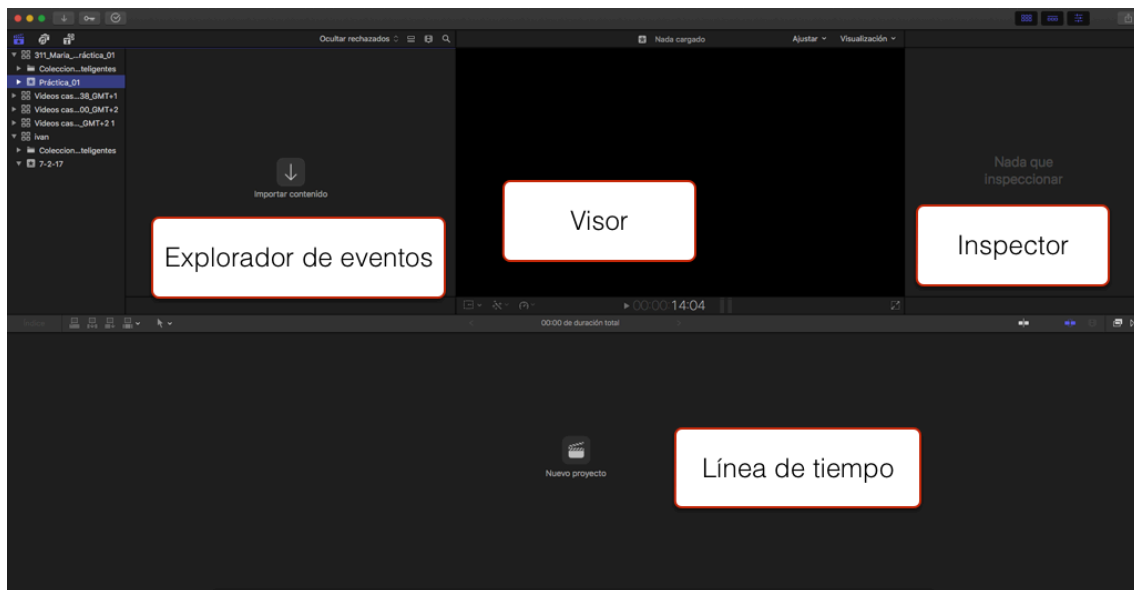 Ocultar rechazados
Nada cargado
Ajustar
Visualización
311_Maria_...ráctica_01
Coleccion...teligentes
Práctica_01
Videos cas...38_GMT+1
Videos cas...00_GMT+2
Videos cas..._GMT+2 1
ivan
Coleccion...teligentes
7-2-17
Importar contenido
Nada que
inspeccionar
Explorador de eventos
Visor
Inspector
00:00:14:04
Índice
00:00 de duración total
Nuevo proyecto
Línea de tiempo